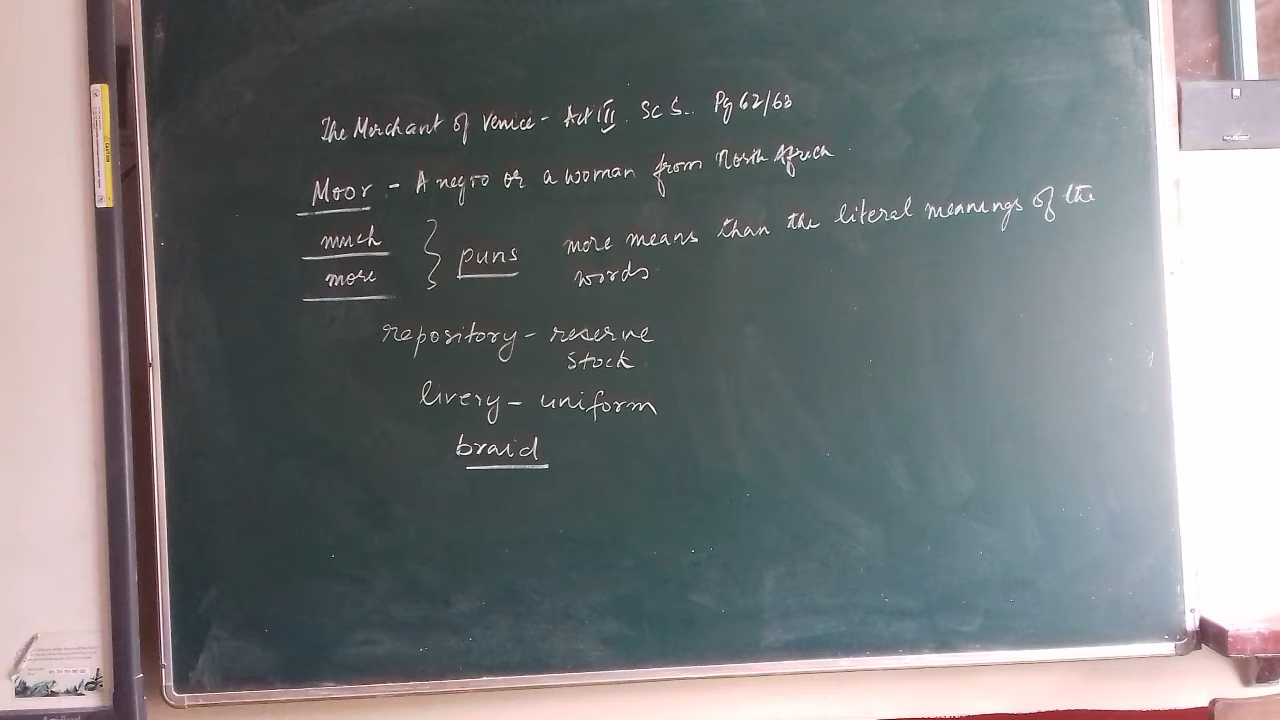 The Merchant of Venice - Act III. Sc 5.. Pg 62/63
Moor - A negro or a woman from North Africa
much
more
} puns more means than the literal meanings of the
words
repository - reserve
stock
livery - uniform
braid
CAUTION